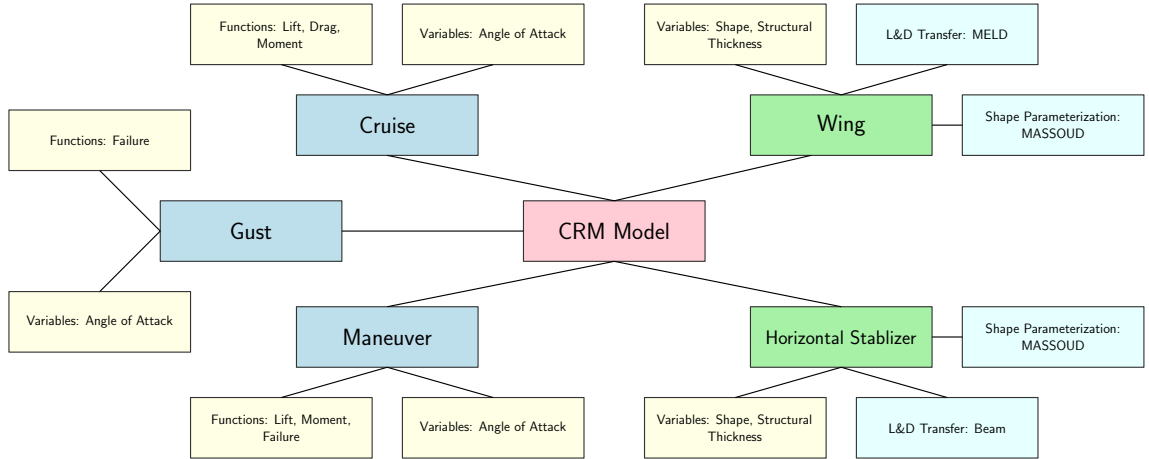 Functions: Lift, Drag,
Moment
Variables: Angle of Attack
Variables: Shape, Structural
Thickness
L&D Transfer: MELD
Cruise
Wing
Shape Parameterization:
MASSOUD
Functions: Failure
Gust
CRM Model
Variables: Angle of Attack
Maneuver
Horizontal Stablizer
Shape Parameterization:
MASSOUD
Functions: Lift, Moment,
Failure
Variables: Angle of Attack
Variables: Shape, Structural
Thickness
L&D Transfer: Beam